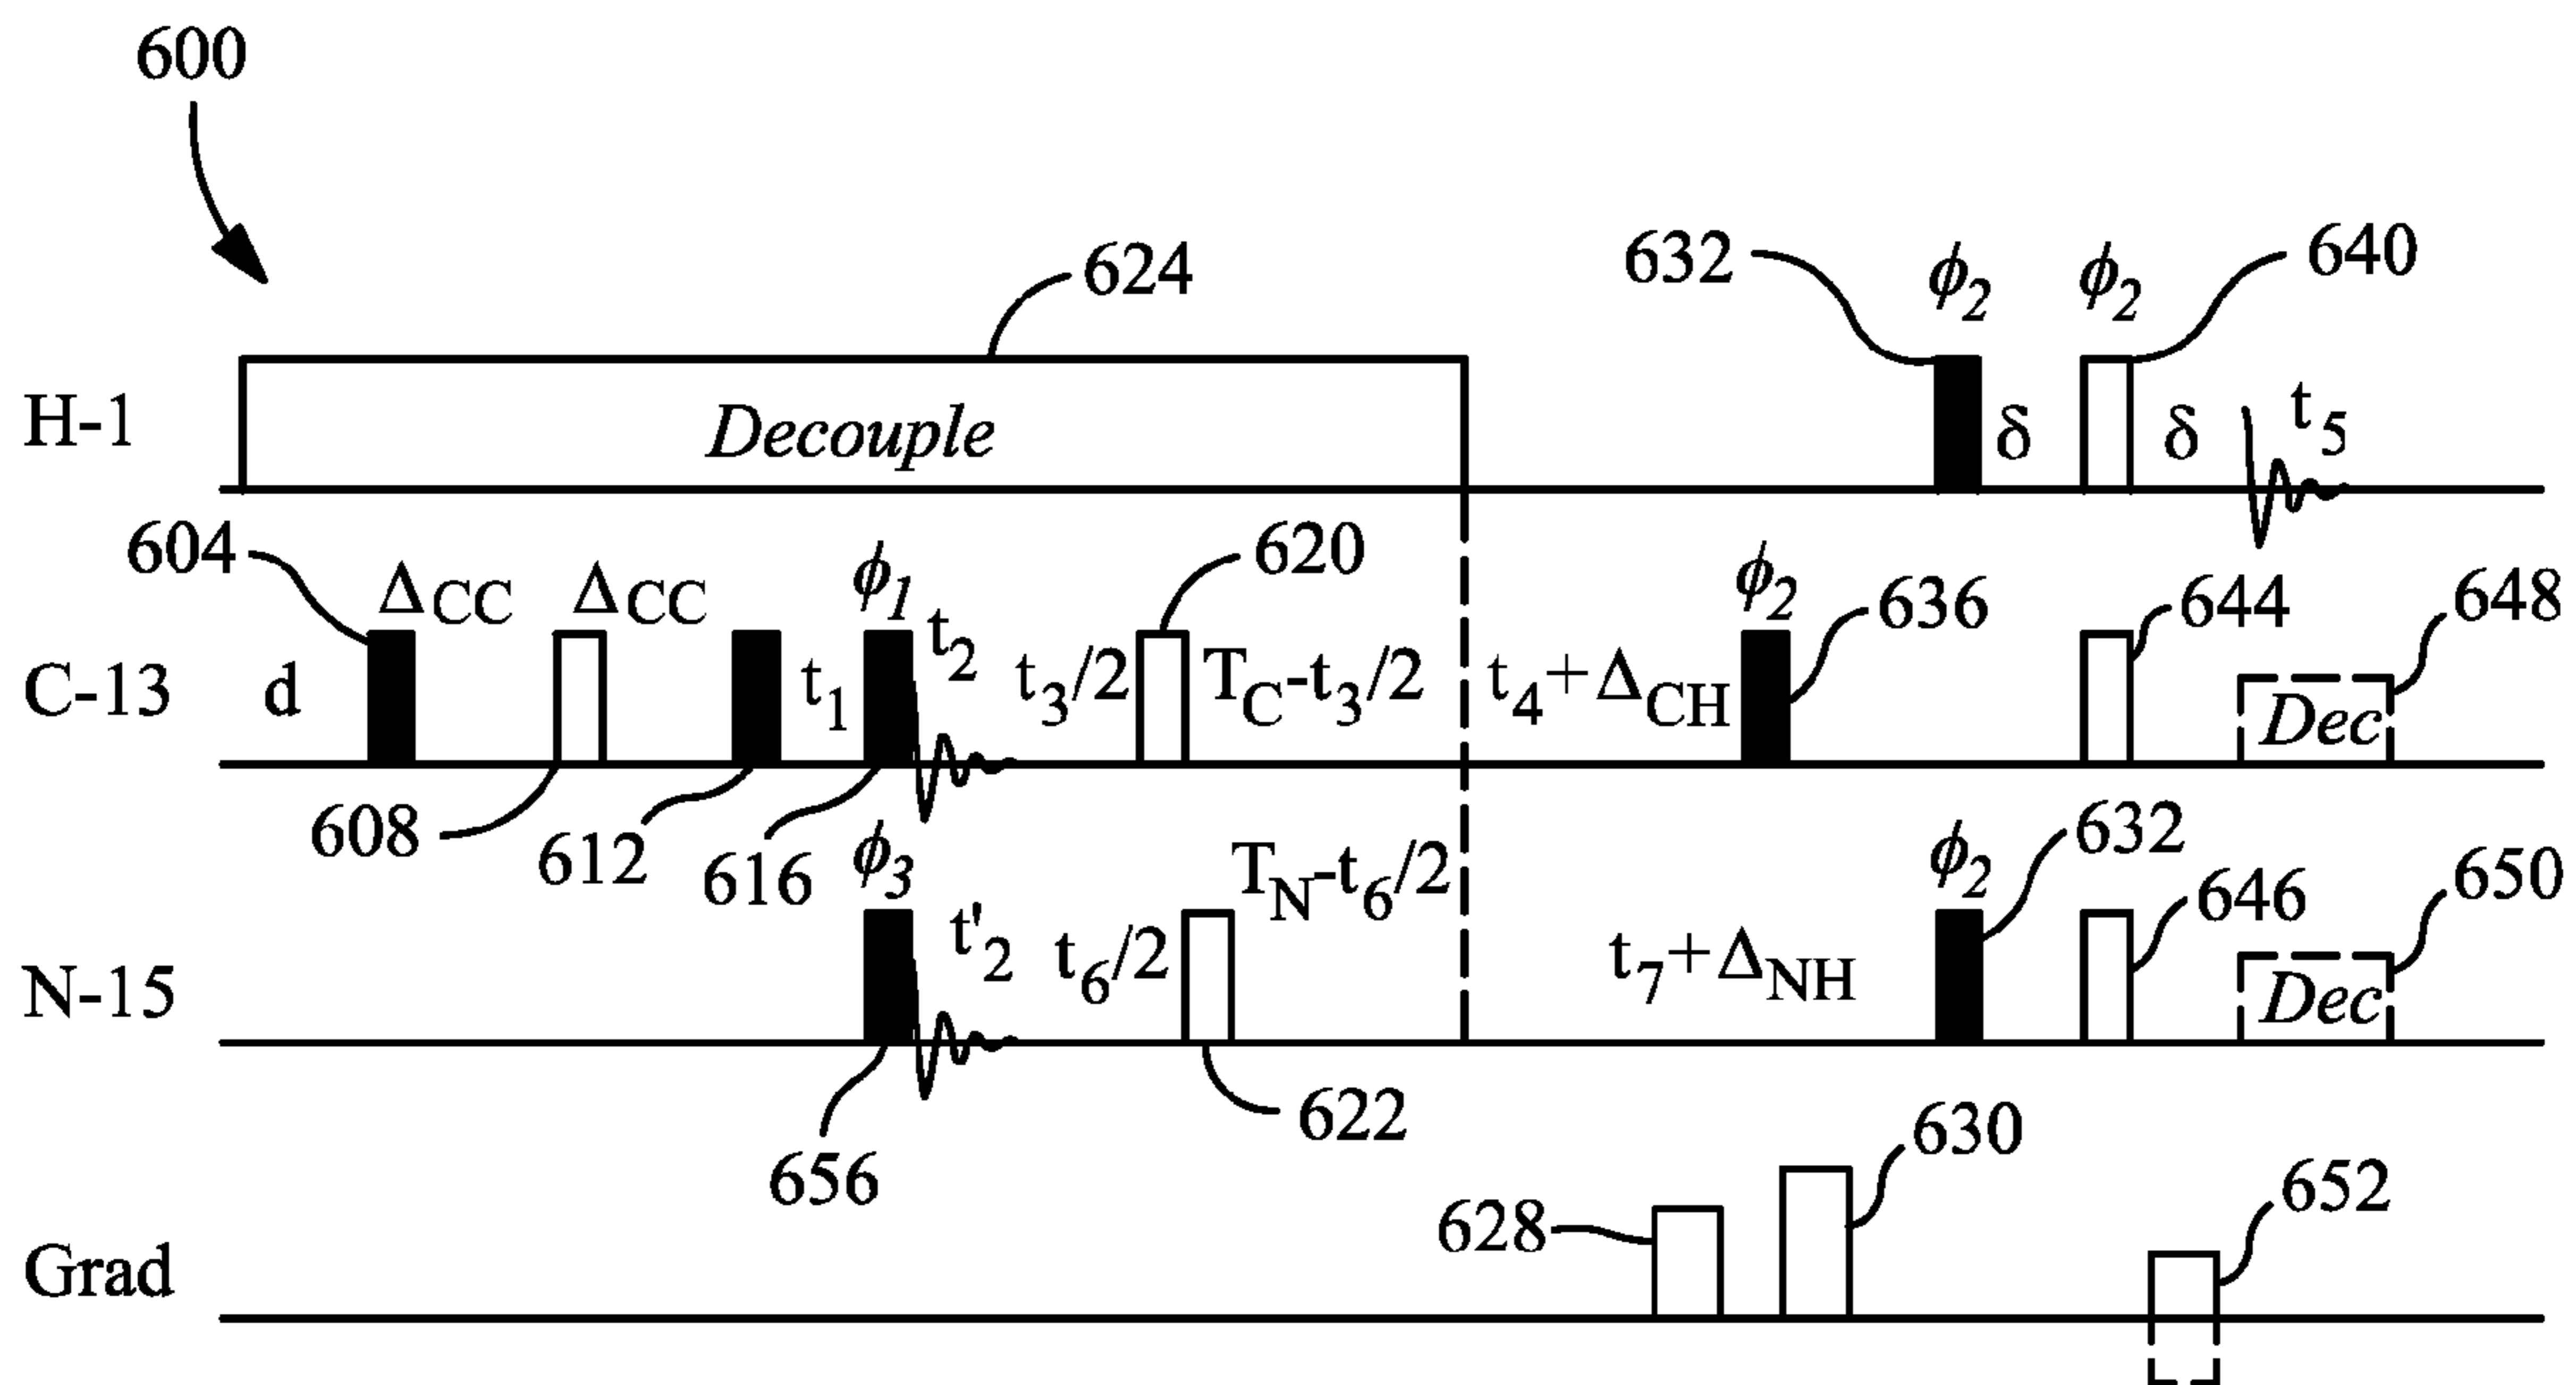 600
624
632 ϕ2 ϕ2 640
H-1 Decouple δ δ t5
604 ΔCC ΔCC ϕ1 t2 620 ϕ2 636 644 648
C-13 d t1 t3/2 TC-t3/2 t4+ΔCH Dec
608 612 616 ϕ3 TN-t6/2 ϕ2 632 650
N-15 t'2 t6/2 t7+ΔNH 646 Dec
656 622 630
628 652
Grad